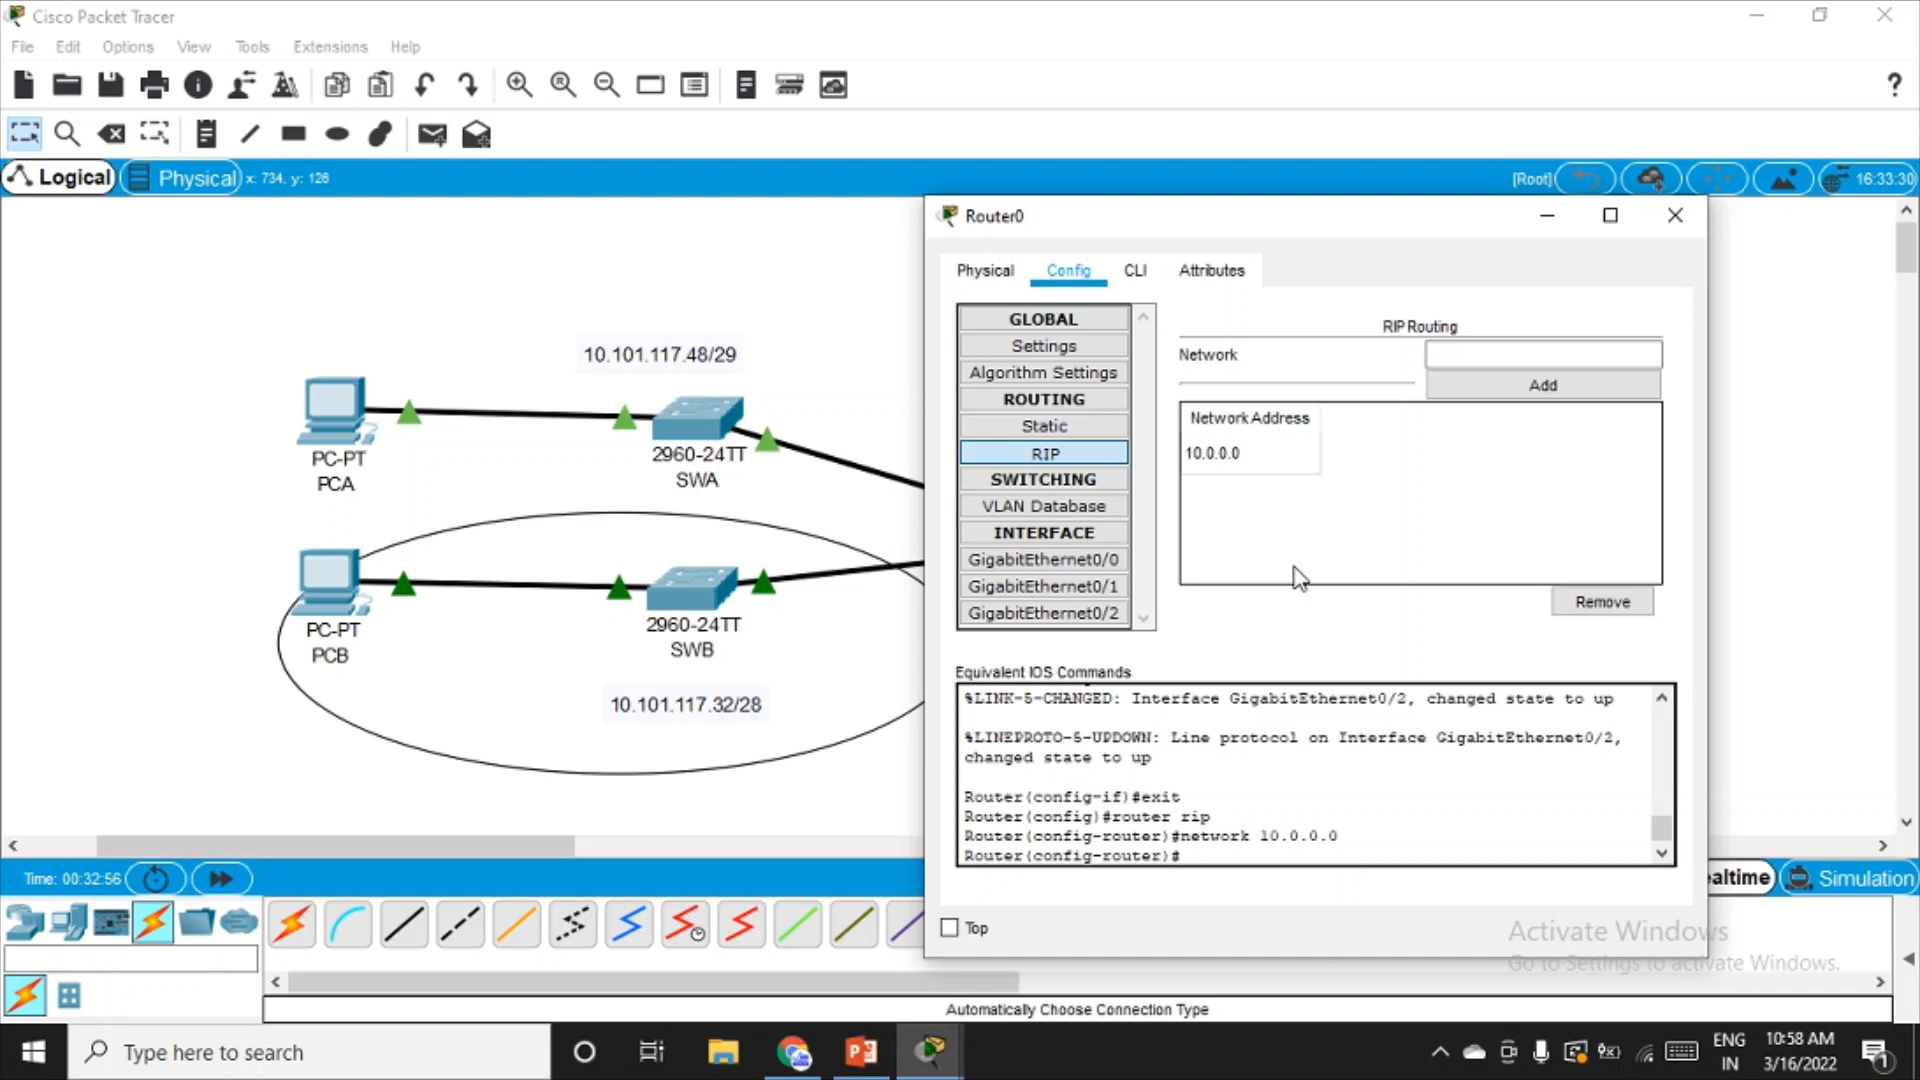 Cisco Packet Tracer
File Edit Options View Tools Extensions Help
?
Logical Physical x: 734, y: 126 [Root] 16:33:30
Router0
Physical Config CLI Attributes
GLOBAL
Settings
Algorithm Settings
ROUTING
Static
RIP
SWITCHING
VLAN Database
INTERFACE
GigabitEthernet0/0
GigabitEthernet0/1
GigabitEthernet0/2
RIP Routing
Network
Add
Network Address
10.0.0.0
Remove
Equivalent IOS Commands
%LINK-5-CHANGED: Interface GigabitEthernet0/2, changed state to up
%LINEPROTO-5-UPDOWN: Line protocol on Interface GigabitEthernet0/2,
changed state to up
Router(config-if)#exit
Router(config)#router rip
Router(config-router)#network 10.0.0.0
Router(config-router)#
Top
10.101.117.48/29
PC-PT
PCA
2960-24TT
SWA
PC-PT
PCB
2960-24TT
SWB
10.101.117.32/28
Time: 00:32:56
ealtime Simulation
Activate Windows
Go to Settings to activate Windows.
Automatically Choose Connection Type
Type here to search
ENG
IN
10:58 AM
3/16/2022
1